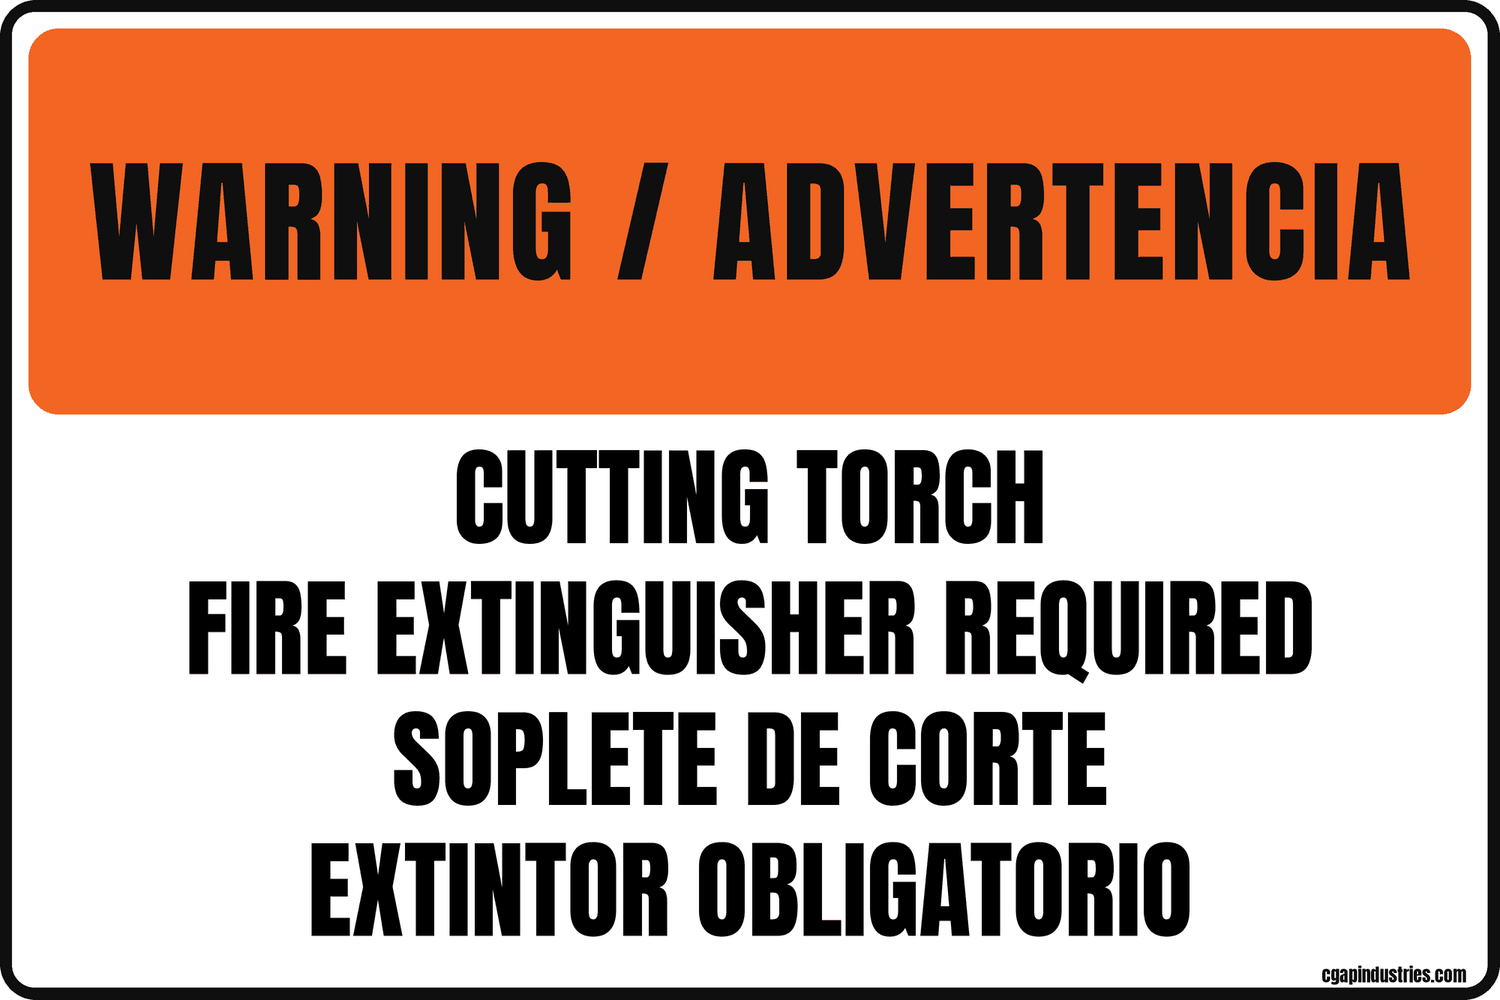 WARNING / ADVERTENCIA
CUTTING TORCH
FIRE EXTINGUISHER REQUIRED
SOPLETE DE CORTE
EXTINTOR OBLIGATORIO
cgapindustries.com